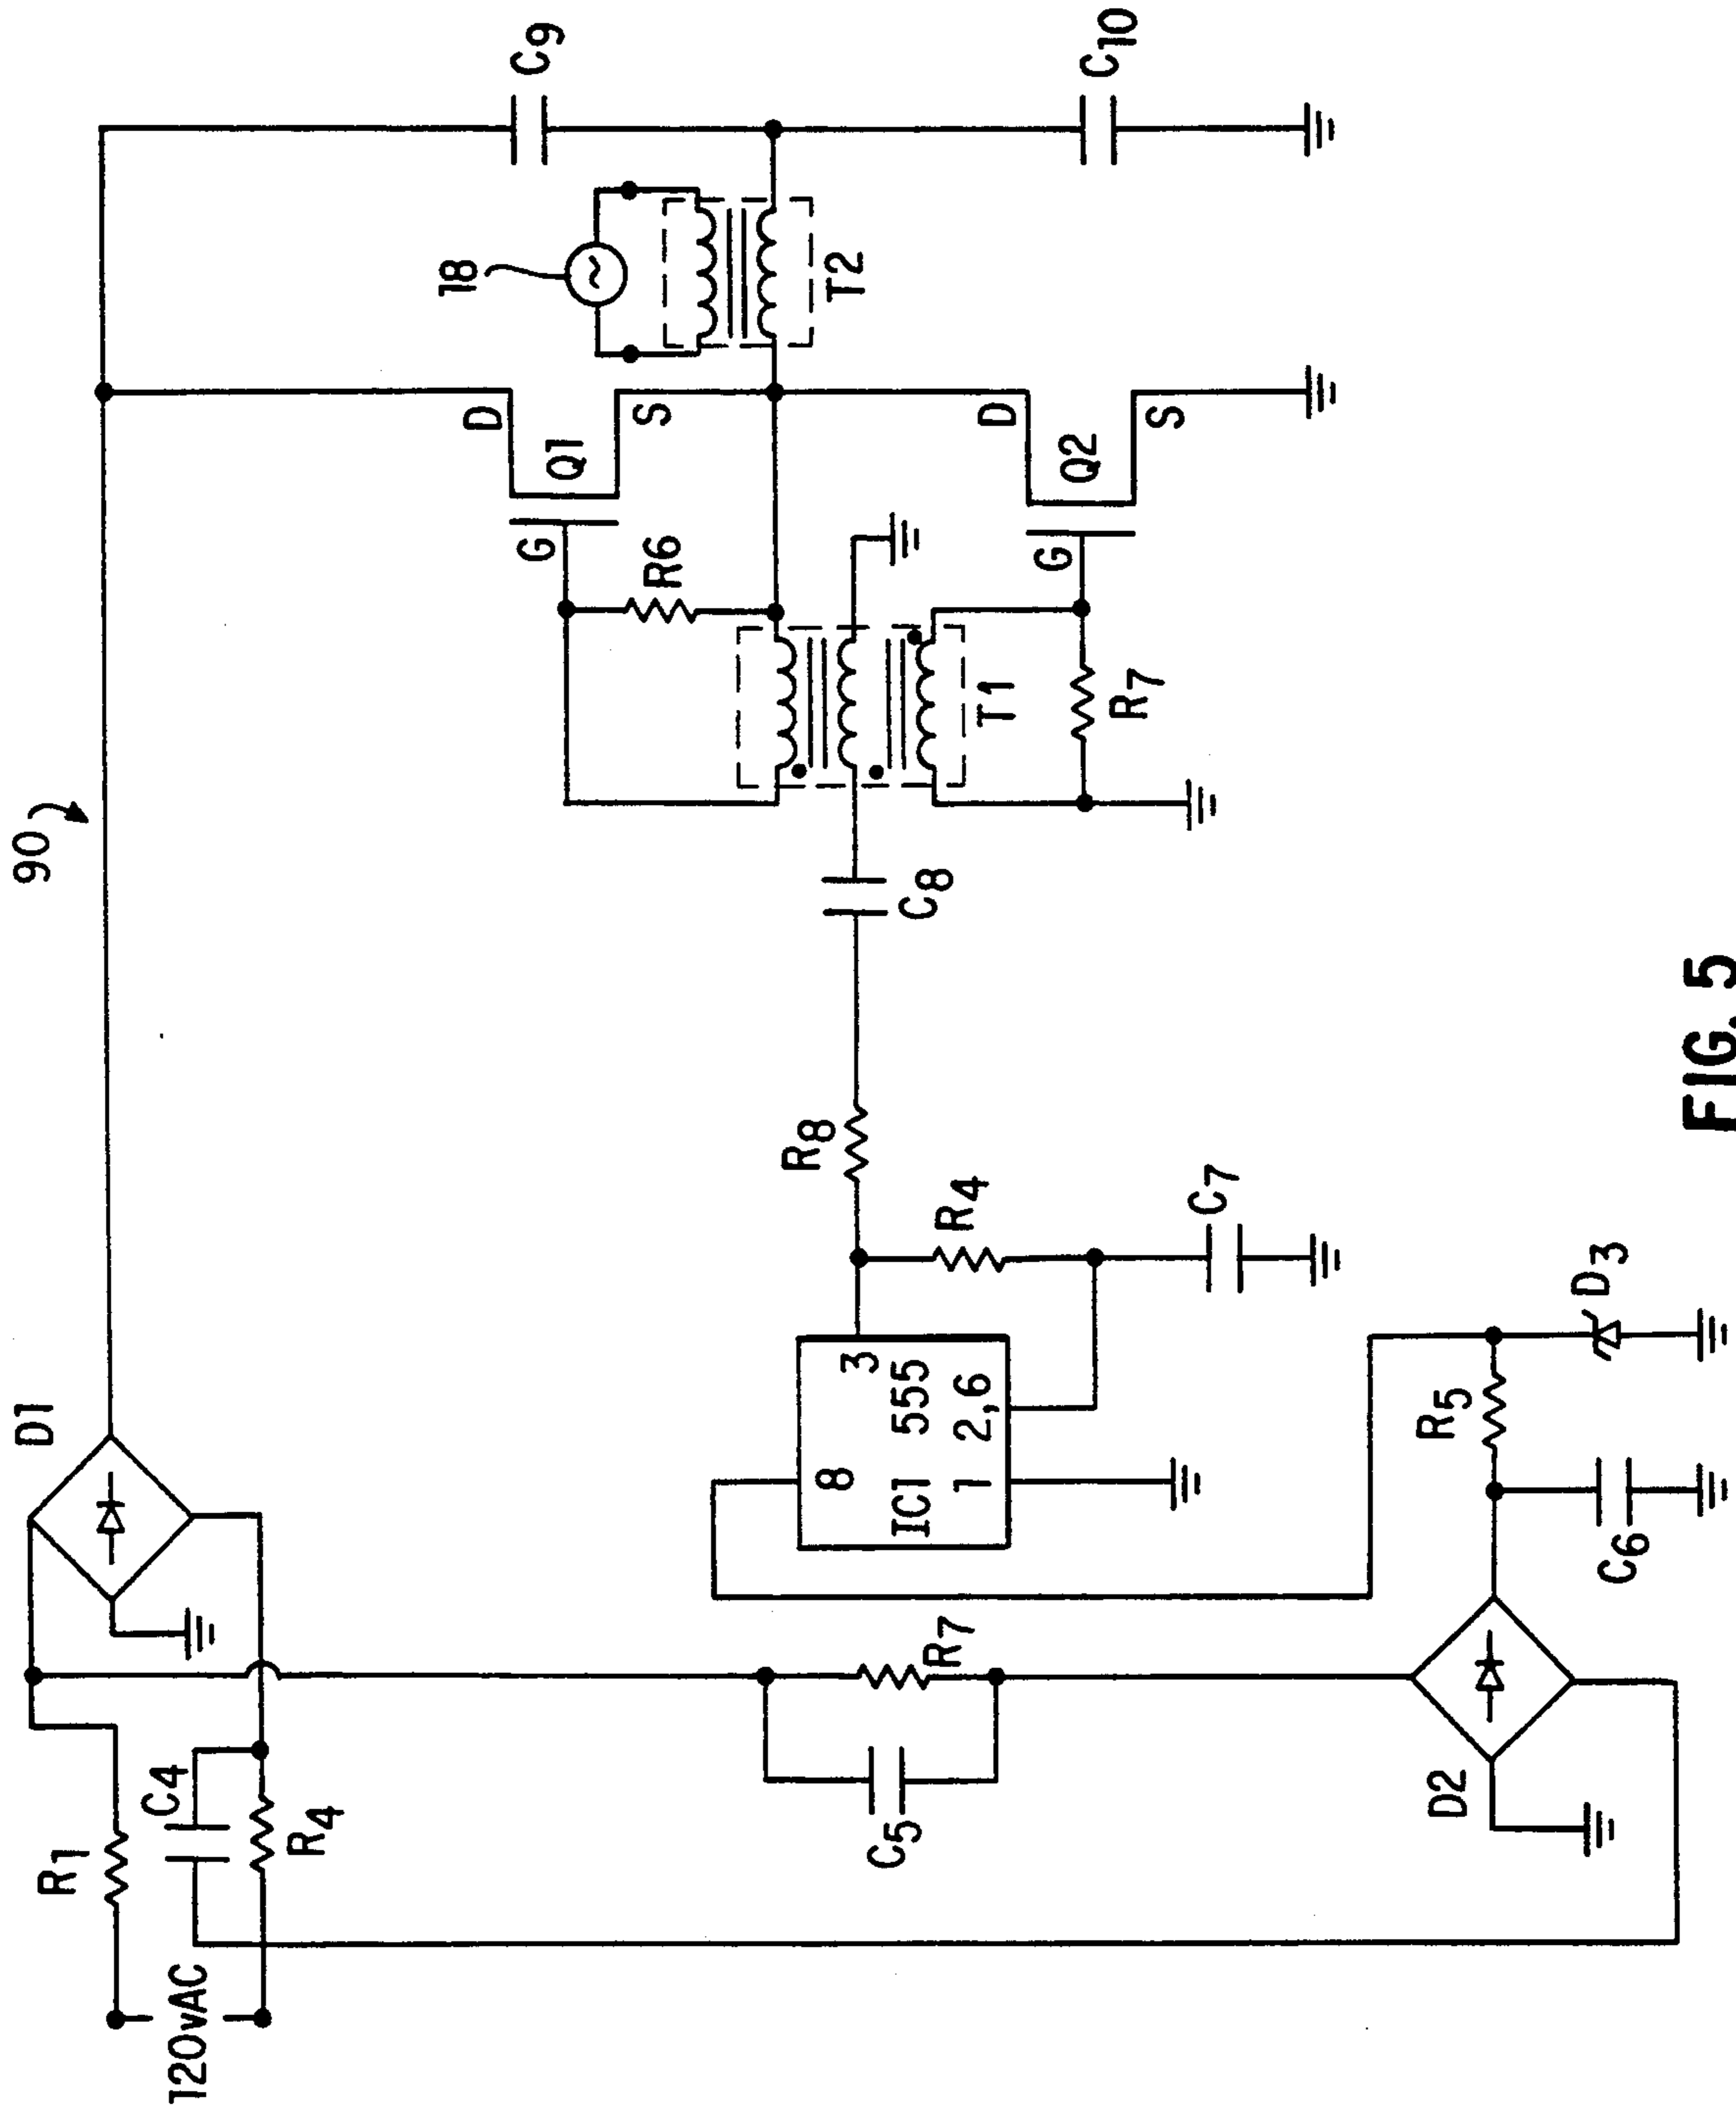 90
D1
R1
C4
R4
120vAC
R7
C5
D2
C6
R5
D3
8
3
IC1 555
1
2,6
R4
C7
R8
C8
T1
R6
R7
G
D
Q1
S
G
D
Q2
S
18
T2
C9
C10
FIG. 5